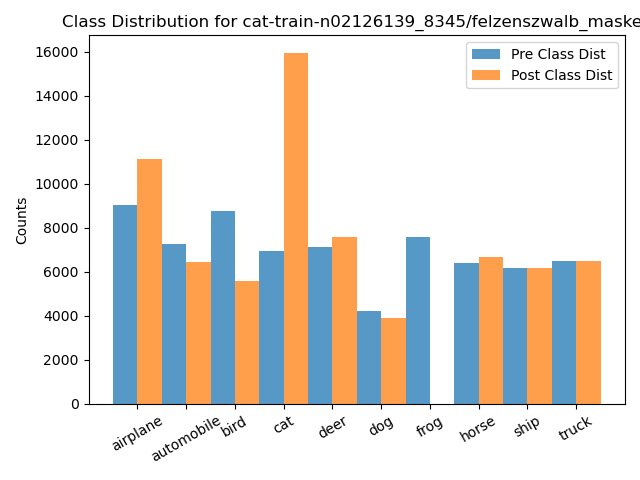 Class Distribution for cat-train-n02126139_8345/felzenszwalb_maske
Pre Class Dist
Post Class Dist
Counts
16000
14000
12000
10000
8000
6000
4000
2000
0
airplane
automobile
bird
cat
deer
dog
frog
horse
ship
truck